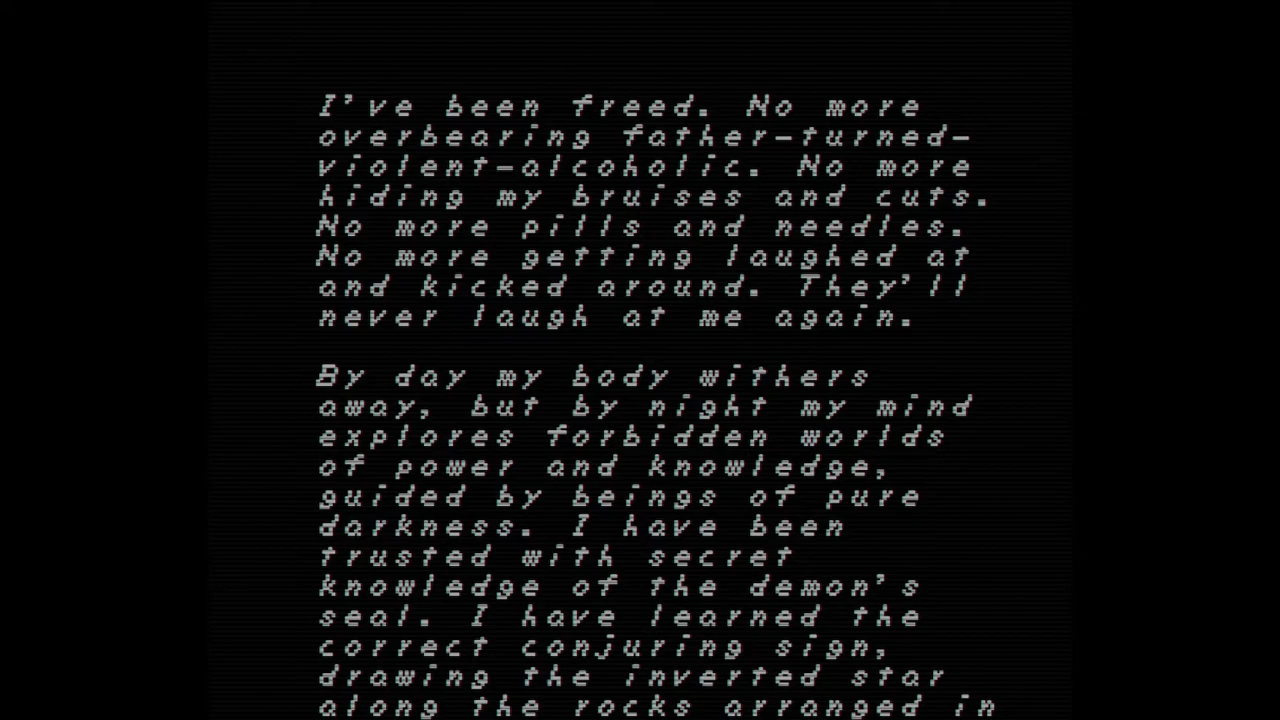 I've been freed. No more
overbearing father-turned-
violent-alcoholic. No more
hiding my bruises and cuts.
No more pills and needles.
No more getting laughed at
and kicked around. They'll
never laugh at me again.
By day my body withers
away, but by night my mind
explores forbidden worlds
of power and knowledge,
guided by beings of pure
darkness. I have been
trusted with secret
knowledge of the demon's
seal. I have learned the
correct conjuring sign,
drawing the inverted star
along the rocks arranged in